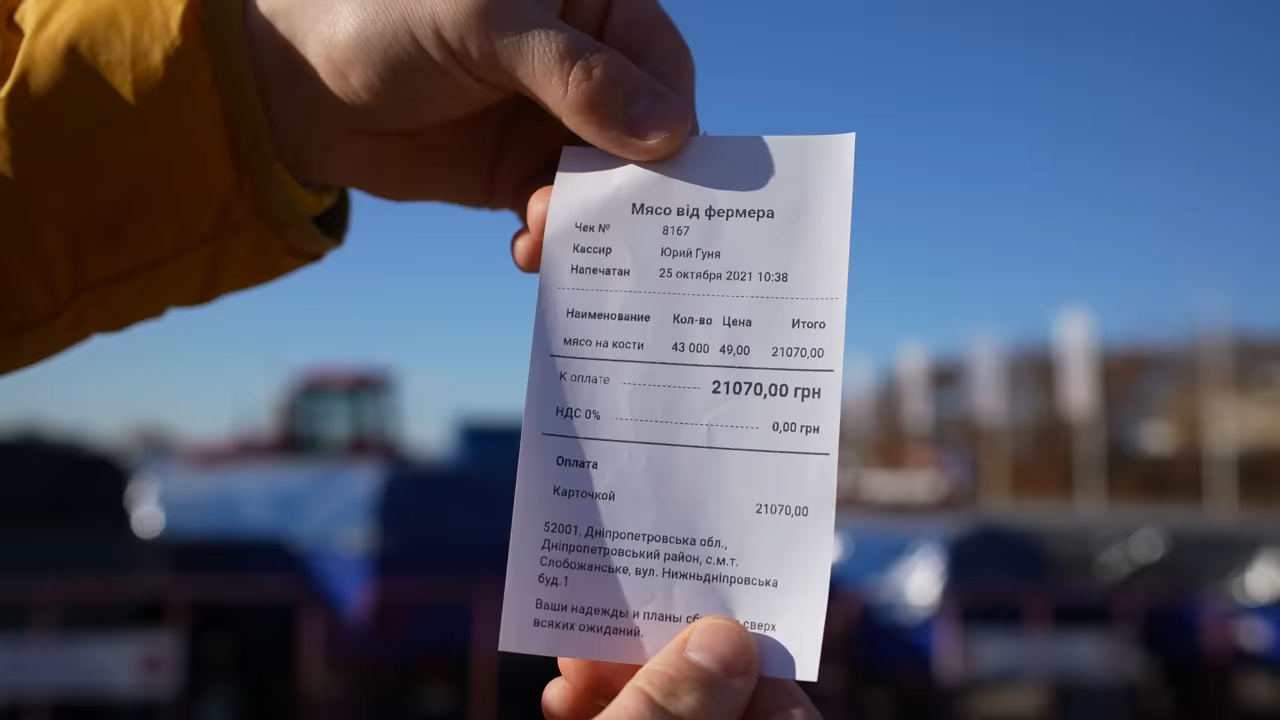 Мясо від фермера
Чек № 8167
Кассир Юрий Гуня
Напечатан 25 октября 2021 10:38
Наименование Кол-во Цена Итого
мясо на кости 43 000 49,00 21070,00
К оплате 21070,00 грн
НДС 0% 0,00 грн
Оплата
Карточкой 21070,00
52001, Дніпропетровська обл.,
Дніпропетровський район, с.м.т.
Слобожанське, вул. Нижньдніпровська
буд.1
Ваши надежды и планы сверх
всяких ожиданий.